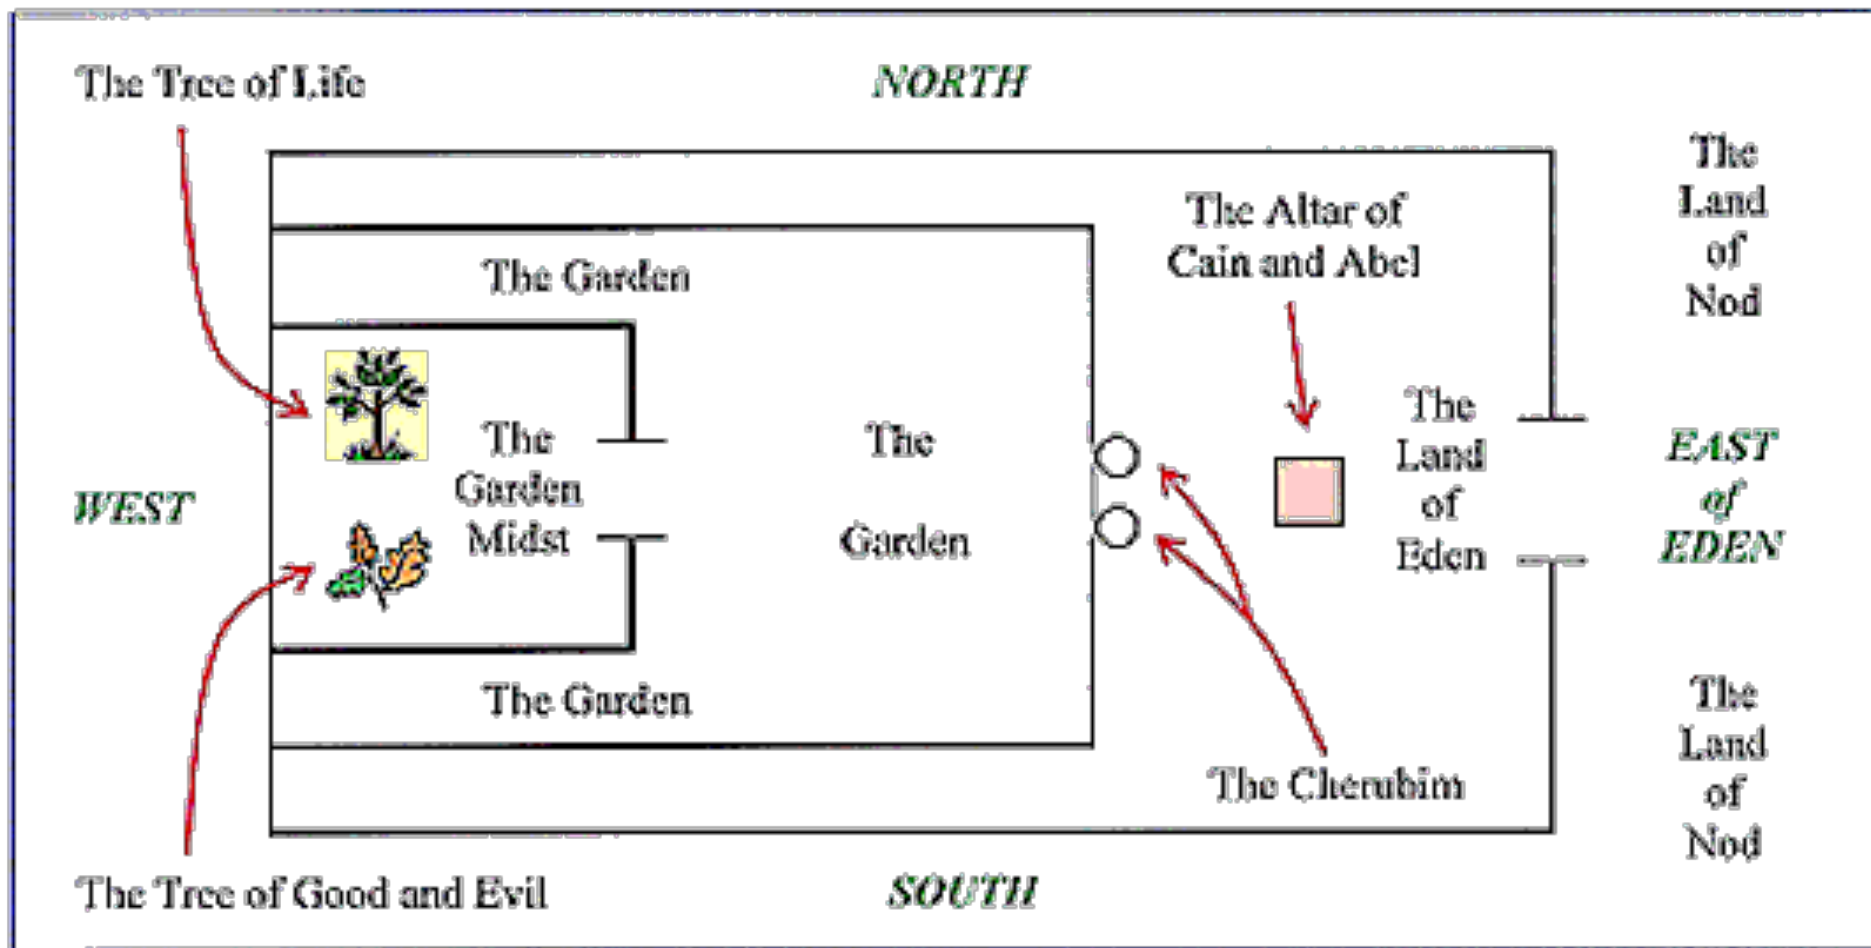 The Tree of Life
NORTH
The
Land
of
Nod
The Altar of
Cain and Abel
The Garden
The
Garden
Midst
The
Garden
The
Land
of
Eden
WEST
EAST
of
EDEN
The Garden
The Cherubim
The
Land
of
Nod
The Tree of Good and Evil
SOUTH